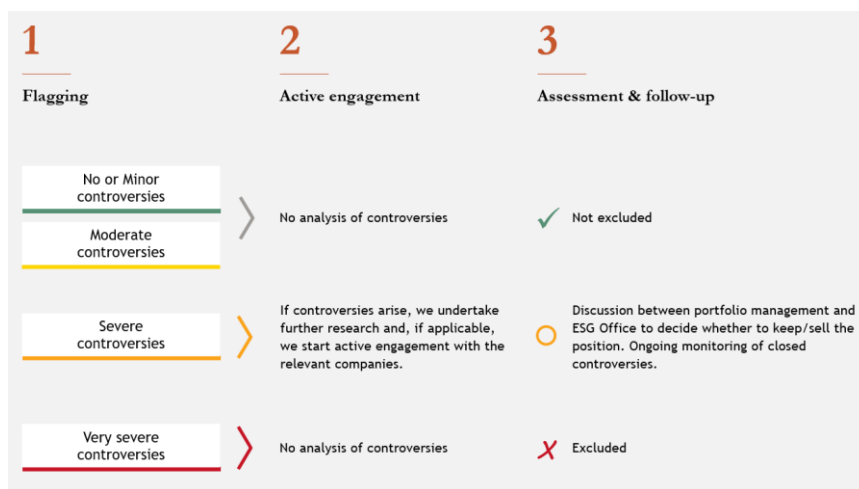 1
2
3
Flagging
Active engagement
Assessment & follow-up
No or Minor
controversies
Moderate
controversies
No analysis of controversies
Not excluded
Severe
controversies
If controversies arise, we undertake
further research and, if applicable,
we start active engagement with the
relevant companies.
Discussion between portfolio management and
ESG Office to decide whether to keep/sell the
position. Ongoing monitoring of closed
controversies.
Very severe
controversies
No analysis of controversies
Excluded